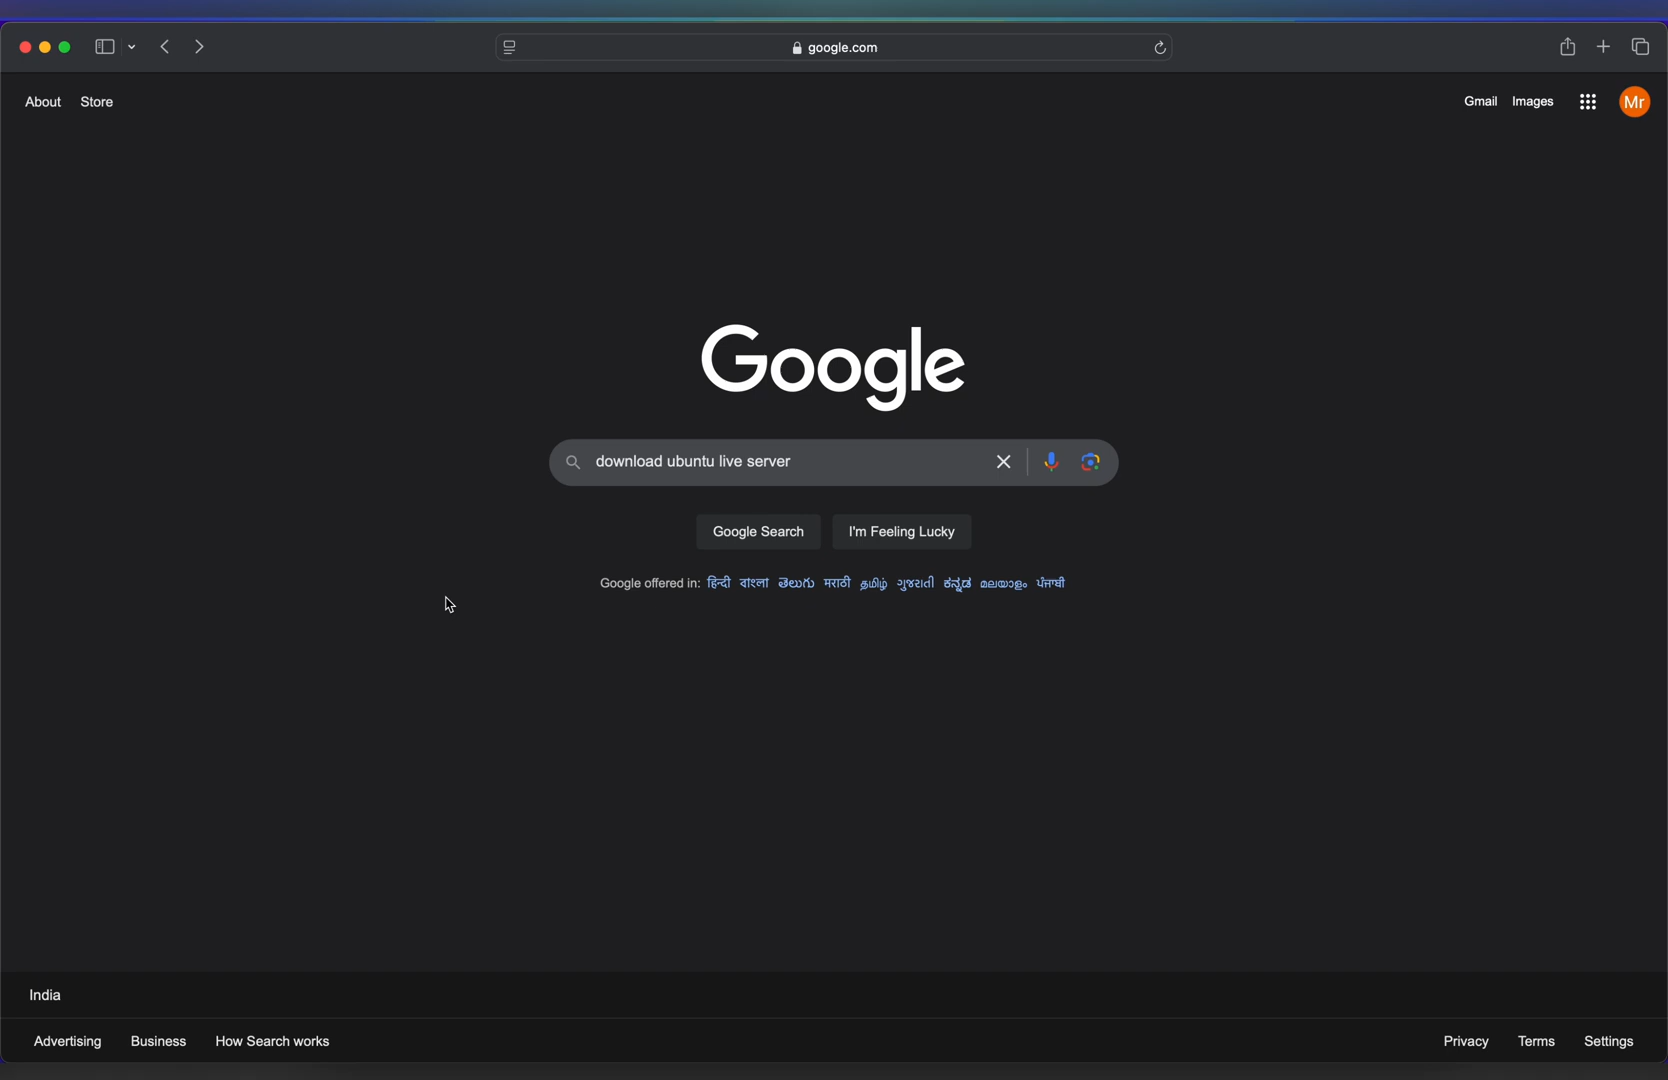 google.com
About Store
Gmail Images Mr
Google
download ubuntu live server
Google Search I'm Feeling Lucky
Google offered in: हिन्दी বাংলা తెలుగు मराठी தமிழ் ગુજરાતી ಕನ್ನಡ മലയാളം ਪੰਜਾਬੀ
India
Advertising Business How Search works
Privacy Terms Settings